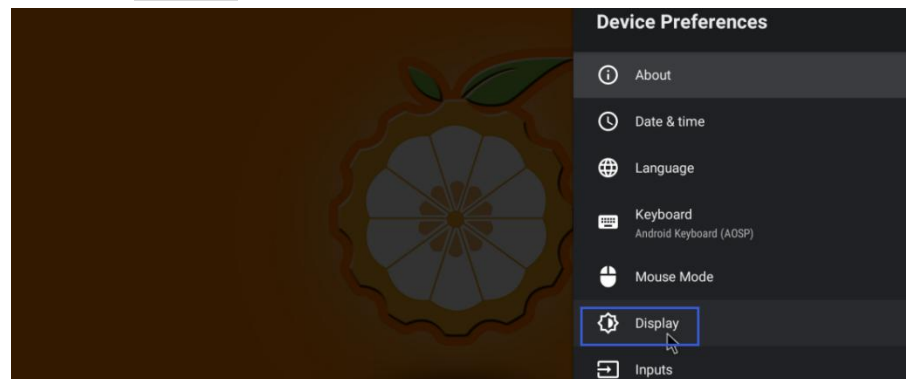 Device Preferences
About
Date & time
Language
Keyboard
Android Keyboard (AOSP)
Mouse Mode
Display
Inputs